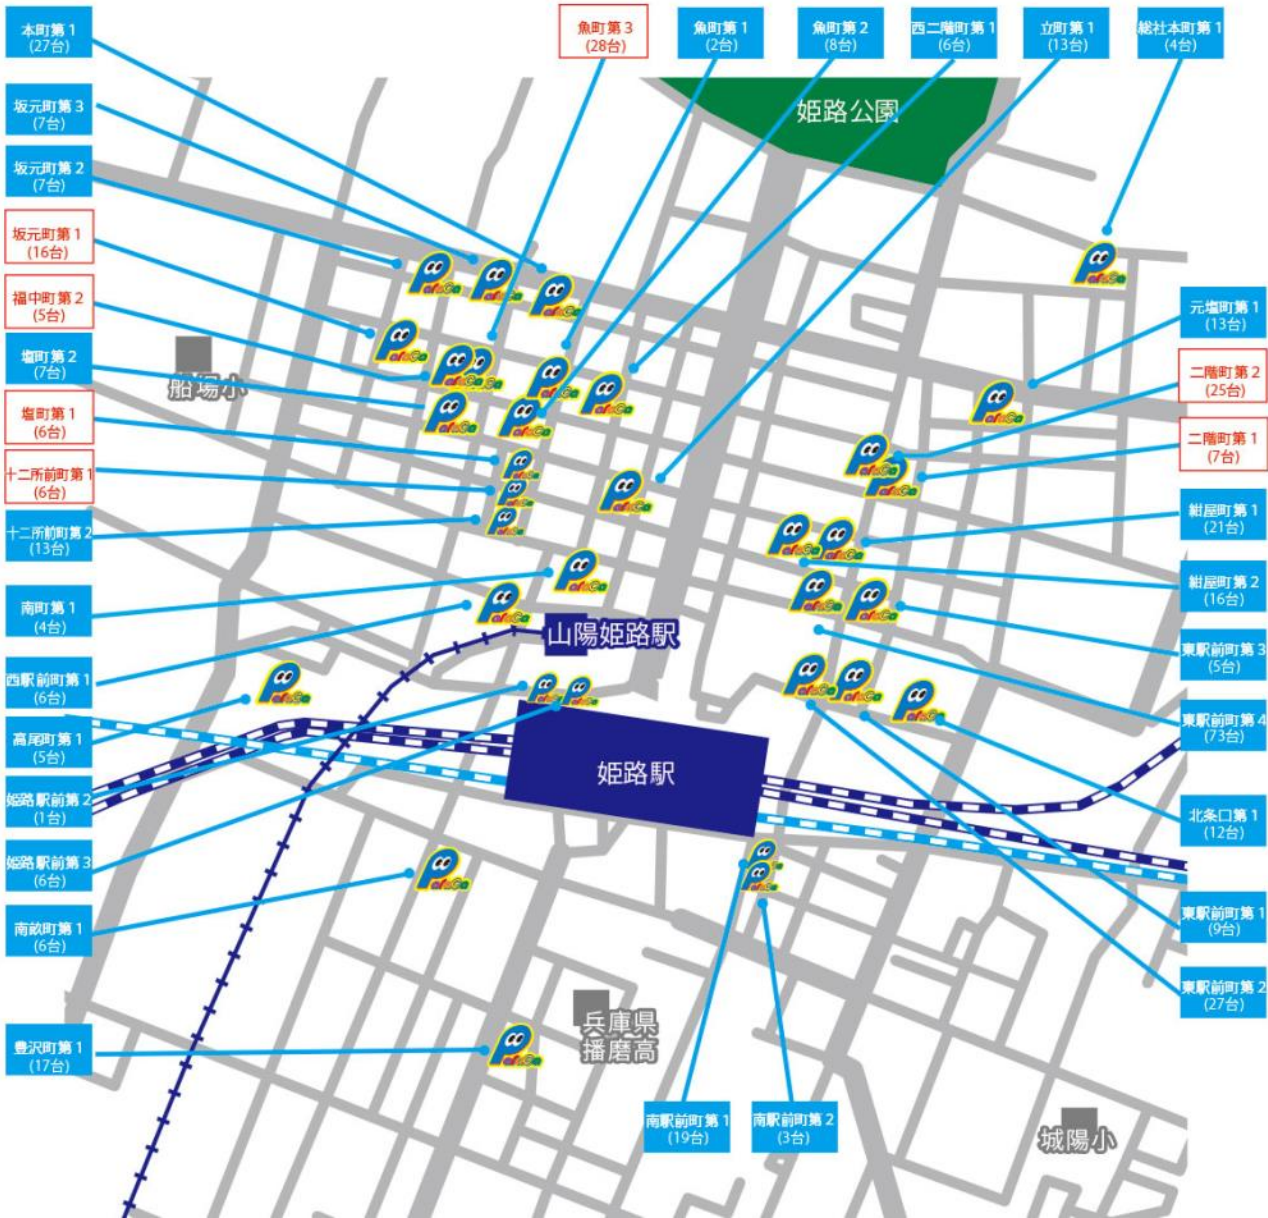 本町第1
(27台)
魚町第3
(28台)
魚町第1
(2台)
魚町第2
(8台)
西二階町第1
(6台)
立町第1
(13台)
総社本町第1
(4台)
坂元町第3
(7台)
坂元町第2
(7台)
坂元町第1
(16台)
福中町第2
(5台)
塩町第2
(7台)
塩町第1
(6台)
十二所前町第1
(6台)
十二所前町第2
(13台)
南町第1
(4台)
西駅前町第1
(6台)
高尾町第1
(5台)
姫路駅前第2
(1台)
姫路駅前第3
(6台)
南畝町第1
(6台)
豊沢町第1
(17台)
姫路公園
船場小
山陽姫路駅
姫路駅
兵庫県
播磨高
城陽小
元塩町第1
(13台)
二階町第2
(25台)
二階町第1
(7台)
紺屋町第1
(21台)
紺屋町第2
(16台)
東駅前町第3
(5台)
東駅前町第4
(73台)
北条口第1
(12台)
東駅前町第1
(9台)
東駅前町第2
(27台)
南駅前町第1
(19台)
南駅前町第2
(3台)